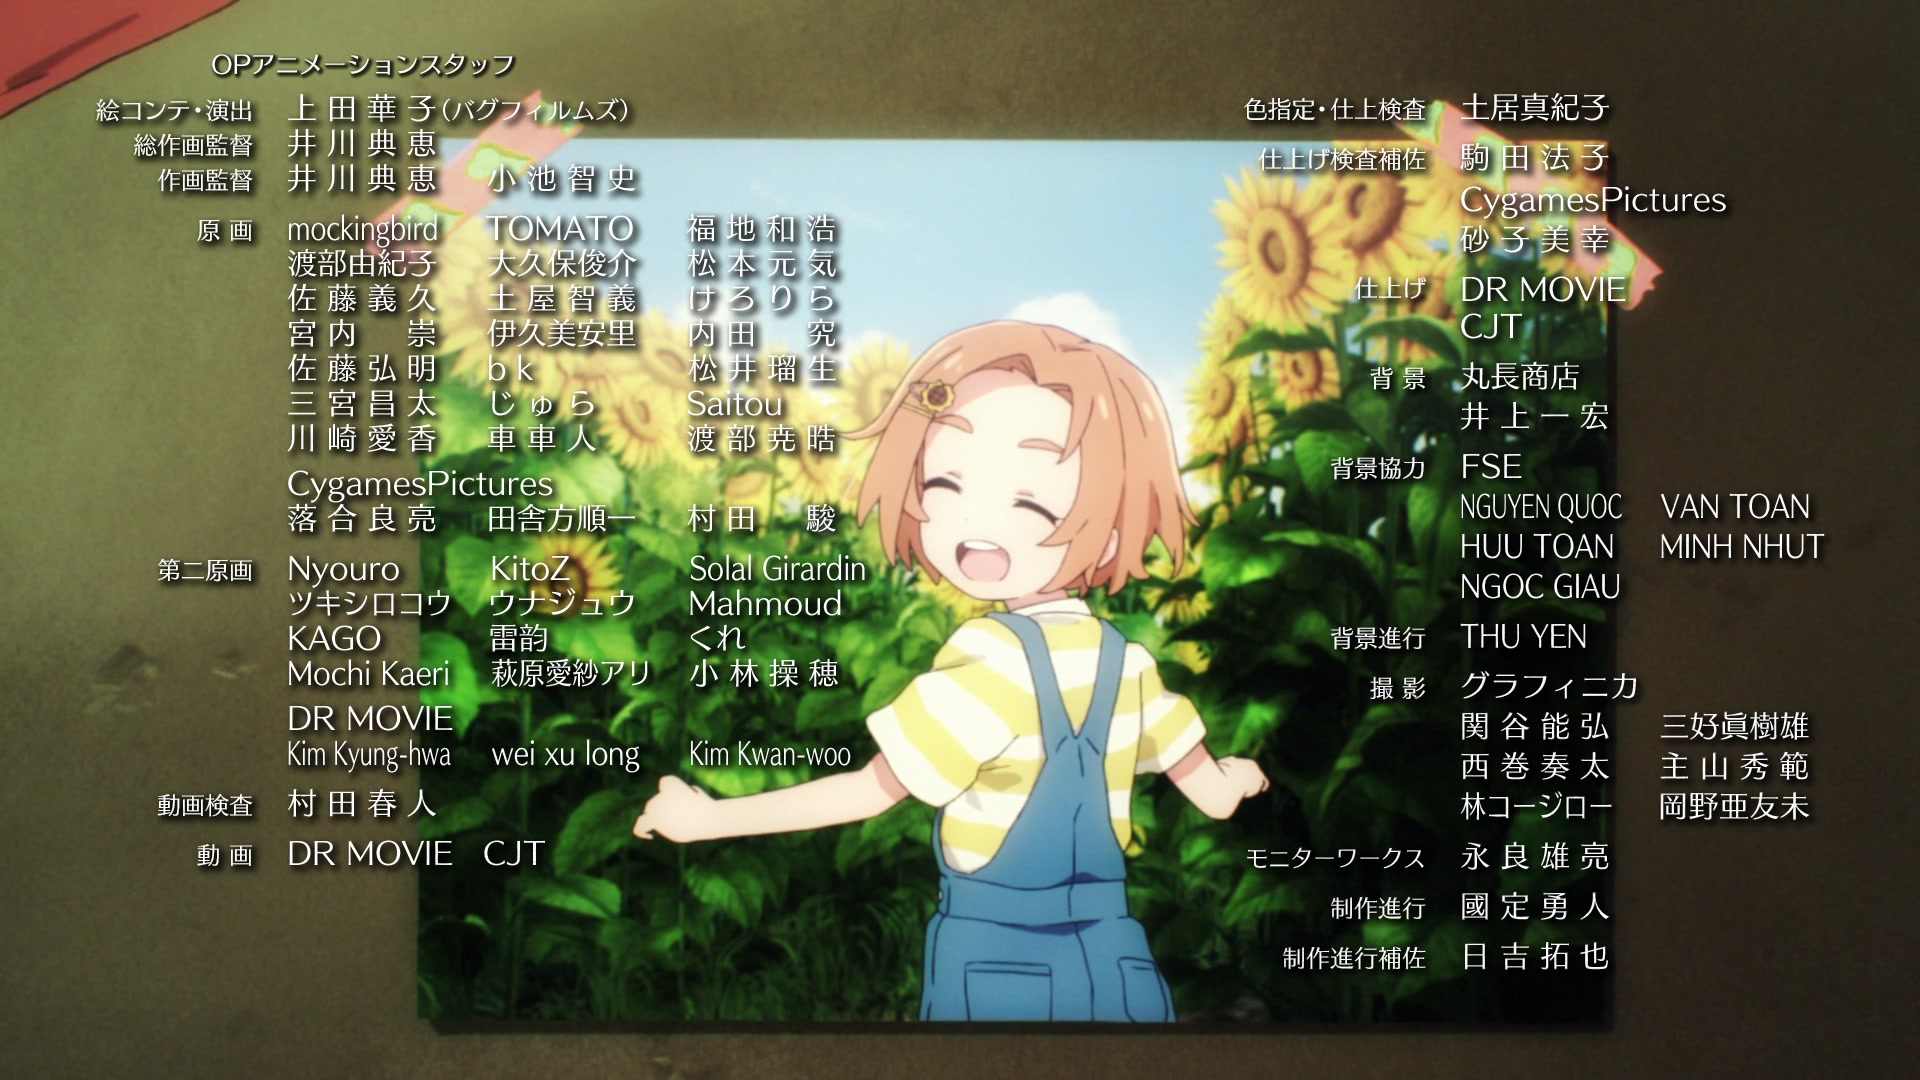 OPアニメーションスタッフ
絵コンテ・演出 上田華子(バグフィルムズ)
総作画監督 井川典恵
作画監督 井川典恵 小池智史
原画 mockingbird TOMATO 福地和浩
渡部由紀子 大久保俊介 松本元気
佐藤義久 土屋智義 けろりら
宮内崇 伊久美安里 内田究
佐藤弘明 bk 松井瑠生
三宮昌太 じゅら Saitou
川崎愛香 車車人 渡部尭晧
CygamesPictures
落合良亮 田舎方順一 村田駿
第二原画 Nyouro KitoZ Solal Girardin
ツキシロコウ ウナジュウ Mahmoud
KAGO 雷韵 くれ
Mochi Kaeri 萩原愛紗アリ 小林操穂
DR MOVIE
Kim Kyung-hwa wei xu long Kim Kwan-woo
動画検査 村田春人
動画 DR MOVIE CJT
色指定・仕上検査 土居真紀子
仕上げ検査補佐 駒田法子
CygamesPictures
砂子美幸
仕上げ DR MOVIE
CJT
背景 丸長商店
井上一宏
背景協力 FSE
NGUYEN QUOC VAN TOAN
HUU TOAN MINH NHUT
NGOC GIAU
背景進行 THU YEN
撮影 グラフィニカ
関谷能弘 三好眞樹雄
西巻奏太 主山秀範
林コージロー 岡野亜友未
モニターワークス 永良雄亮
制作進行 國定勇人
制作進行補佐 日吉拓也